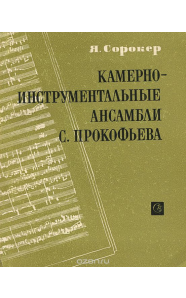 Я. Сорокер
КАМЕРНО-
ИНСТРУМЕНТАЛЬНЫЕ
АНСАМБЛИ
С. ПРОКОФЬЕВА